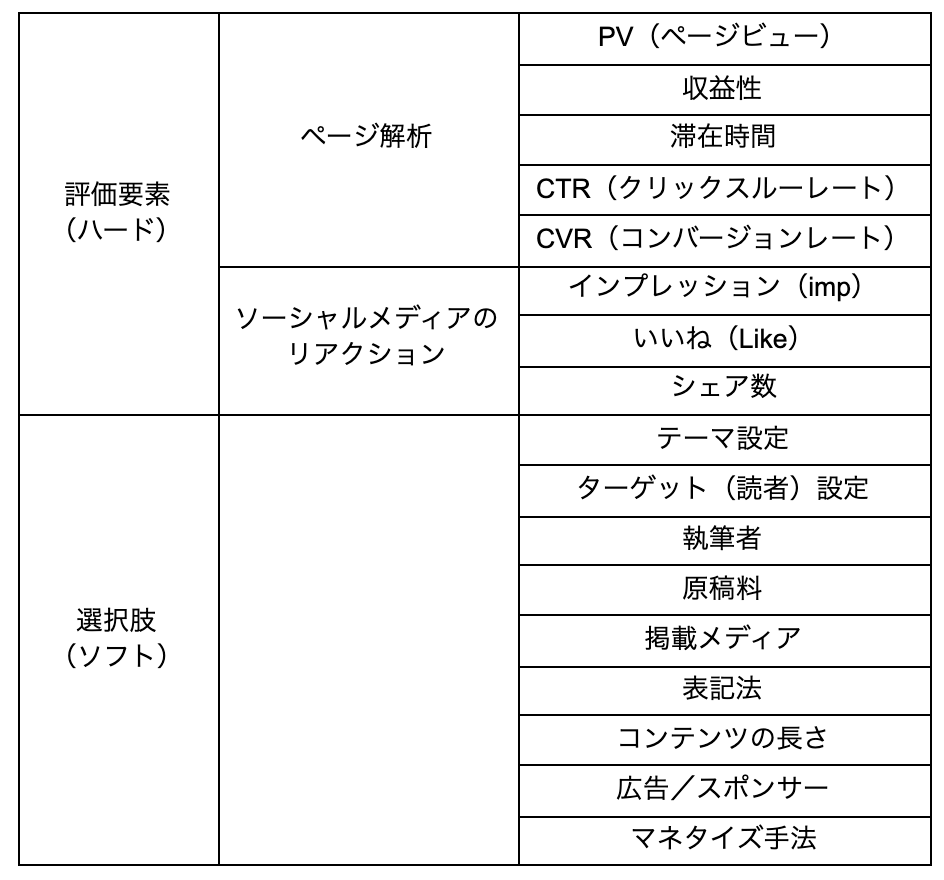 評価要素
（ハード）
ページ解析
PV（ページビュー）
収益性
滞在時間
CTR（クリックスルーレート）
CVR（コンバージョンレート）
ソーシャルメディアの
リアクション
インプレッション（imp）
いいね（Like）
シェア数
選択肢
（ソフト）
テーマ設定
ターゲット（読者）設定
執筆者
原稿料
掲載メディア
表記法
コンテンツの長さ
広告／スポンサー
マネタイズ手法